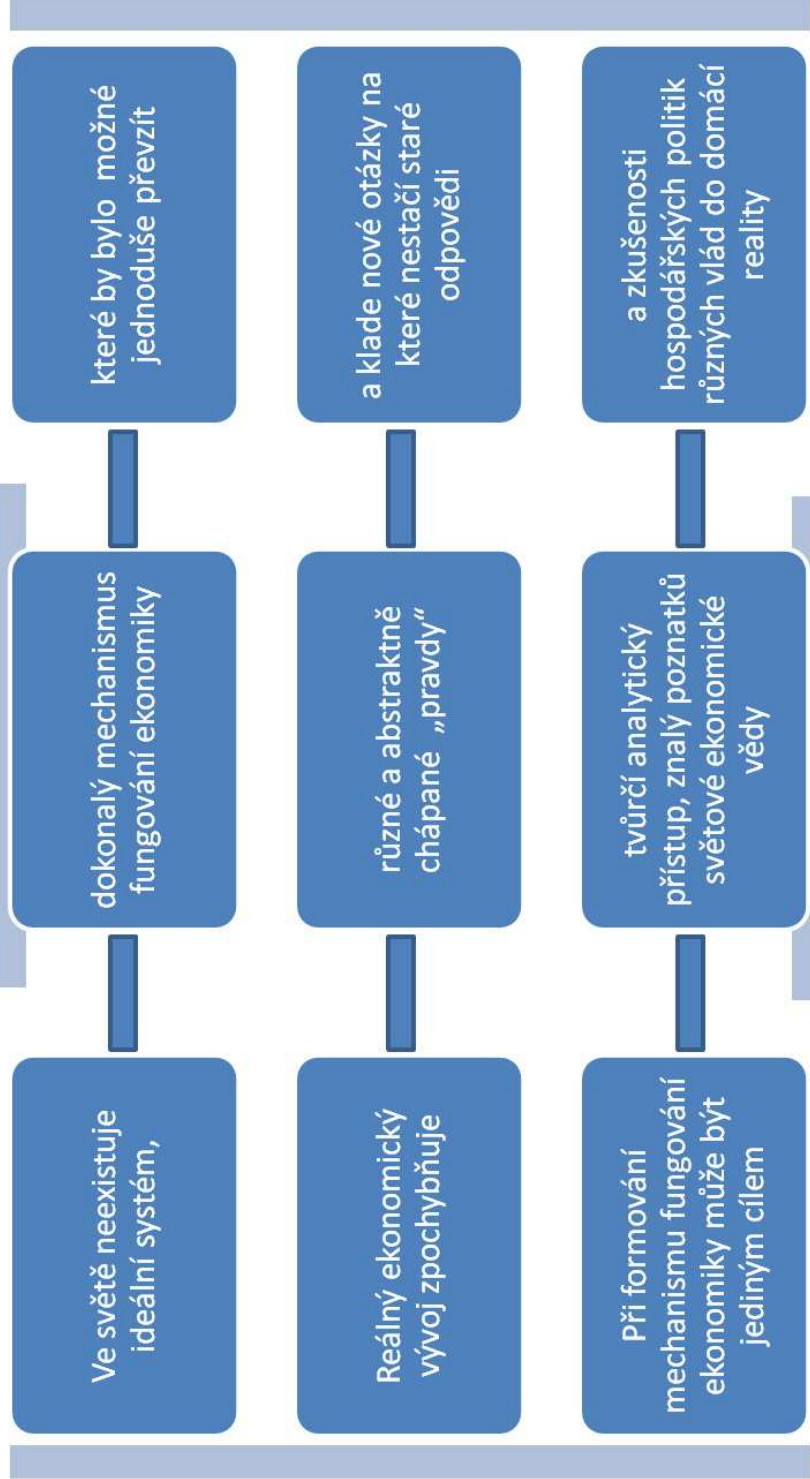 Ve světě neexistuje
ideální systém,
dokonalý mechanismus
fungování ekonomiky
které by bylo  možné
jednoduše převzít
Reálný ekonomický
vývoj zpochybňuje
různé a abstraktně
chápané  „pravdy“
a klade nové otázky na
které nestačí staré
odpovědi
Při formování
mechanismu fungování
ekonomiky může být
jediným cílem
tvůrčí analytický
přístup, znalý poznatků
světové ekonomické
vědy
a zkušenosti
hospodářských politik
různých vlád do domácí
reality